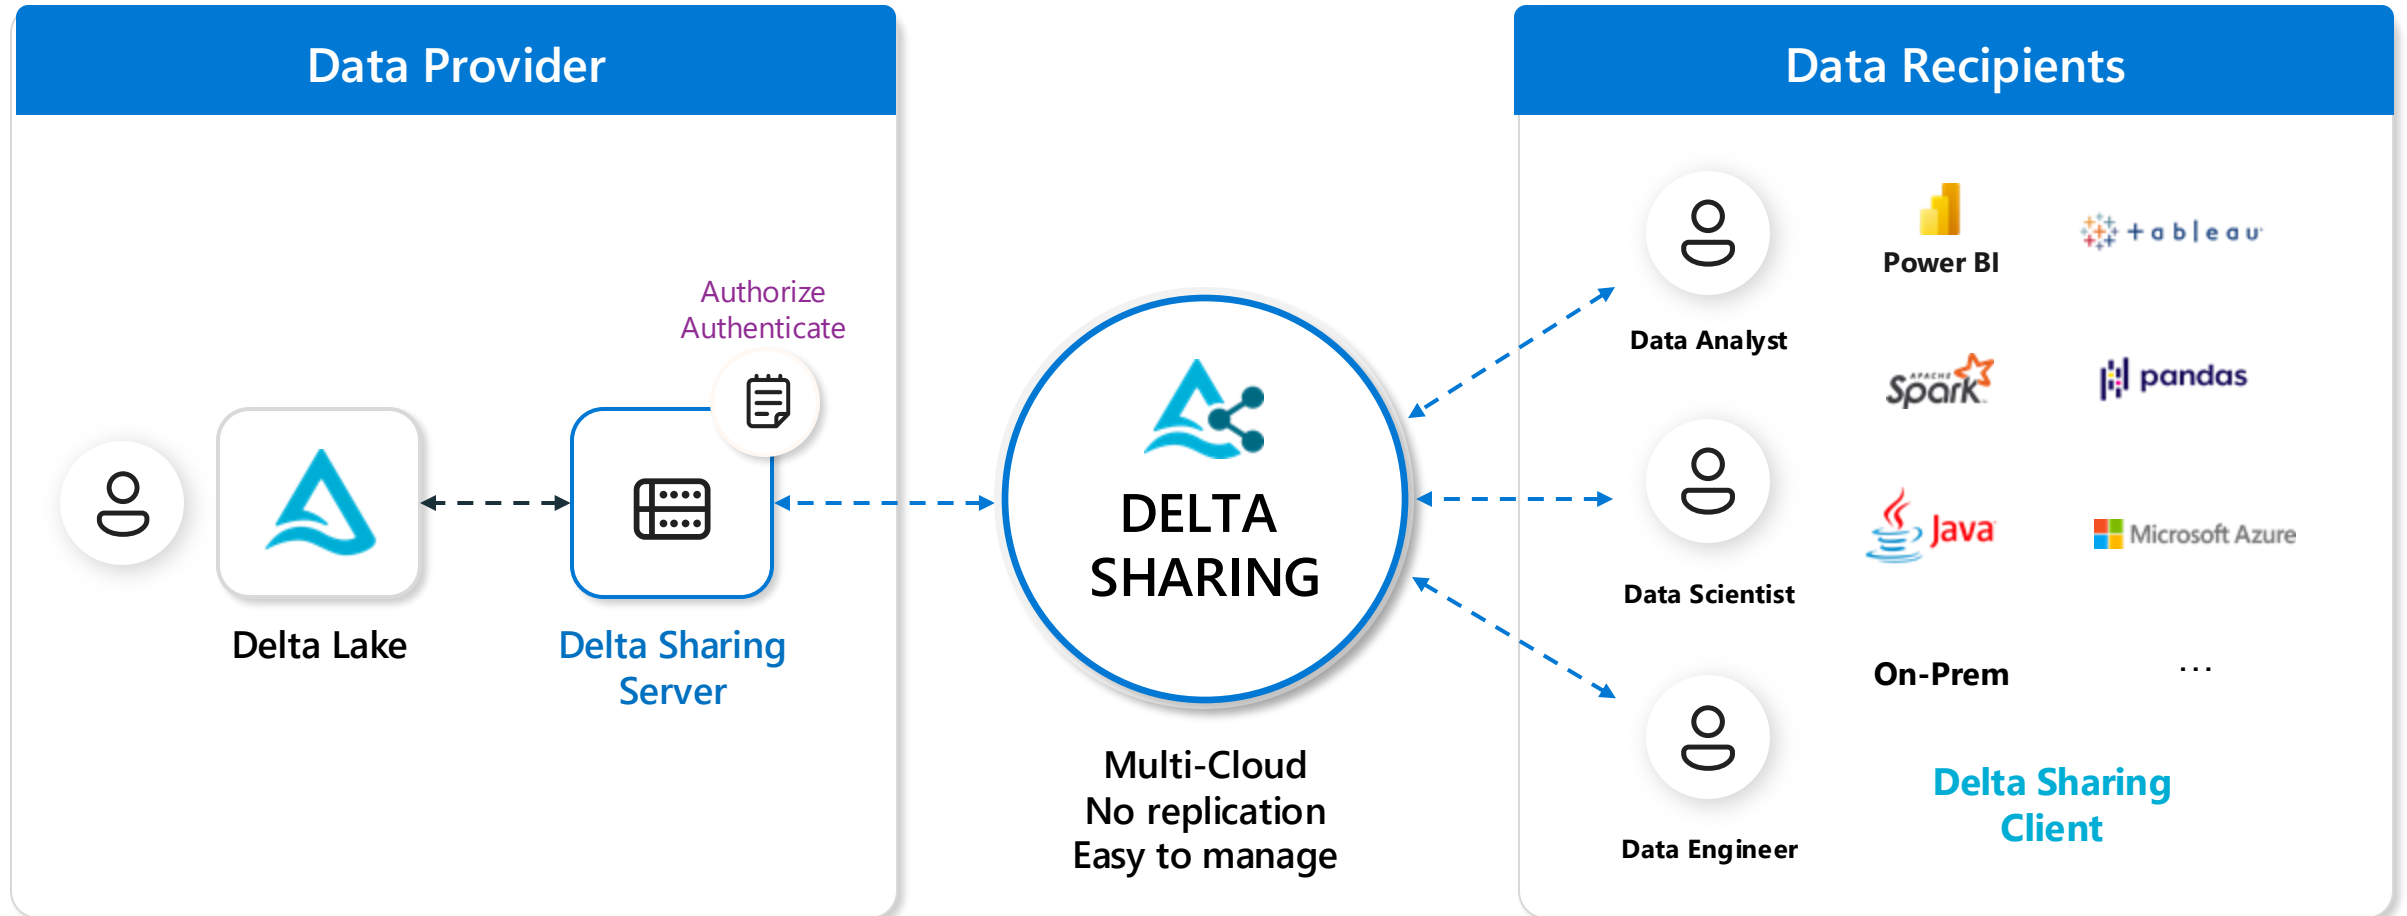 Data Provider
Authorize
Authenticate
Delta Lake
Delta Sharing
Server
DELTA
SHARING
Multi-Cloud
No replication
Easy to manage
Data Recipients
Data Analyst
Data Scientist
Data Engineer
Power BI
+ a b l e a u
APACHE
Spark
pandas
Java
Microsoft Azure
On-Prem
...
Delta Sharing
Client